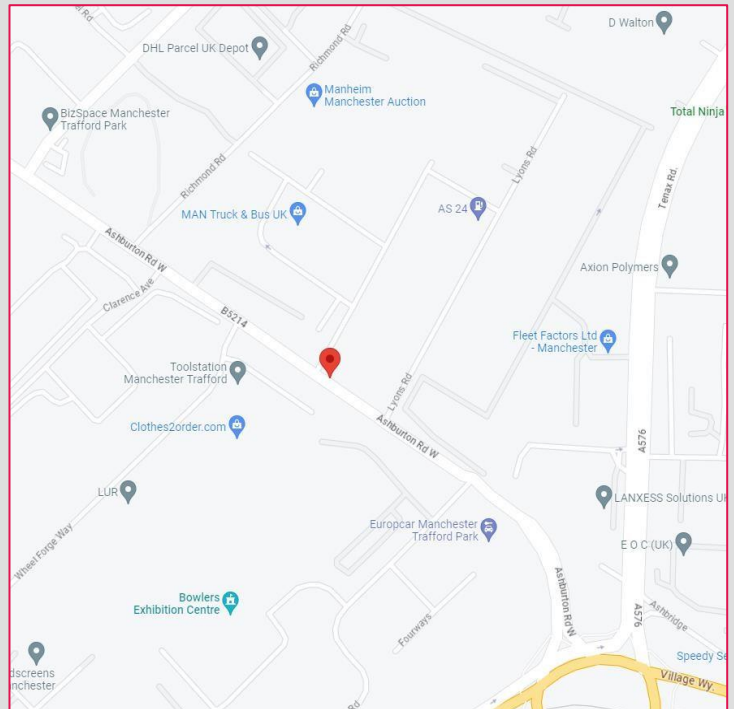 D Walton
DHL Parcel UK Depot
Richmond Rd
Manheim
Manchester Auction
BizSpace Manchester
Trafford Park
Total Ninja
Lyons Rd
Richmond Rd
Tenax Rd.
AS 24
MAN Truck & Bus UK
Ashburton Rd W
Axion Polymers
Clarence Ave
B5214
Fleet Factors Ltd
- Manchester
Toolstation
Manchester Trafford
Lyons Rd
Clothes2order.com
Ashburton Rd W
A576
LUR
LANXESS Solutions UK
Europcar Manchester
Trafford Park
E O C (UK)
Wheel Forge Way
Bowlers
Exhibition Centre
Ashburton Rd W
A576
Ashbridge
Fourways
dscreens
nchester
Speedy Se
Village Wy.
Rd